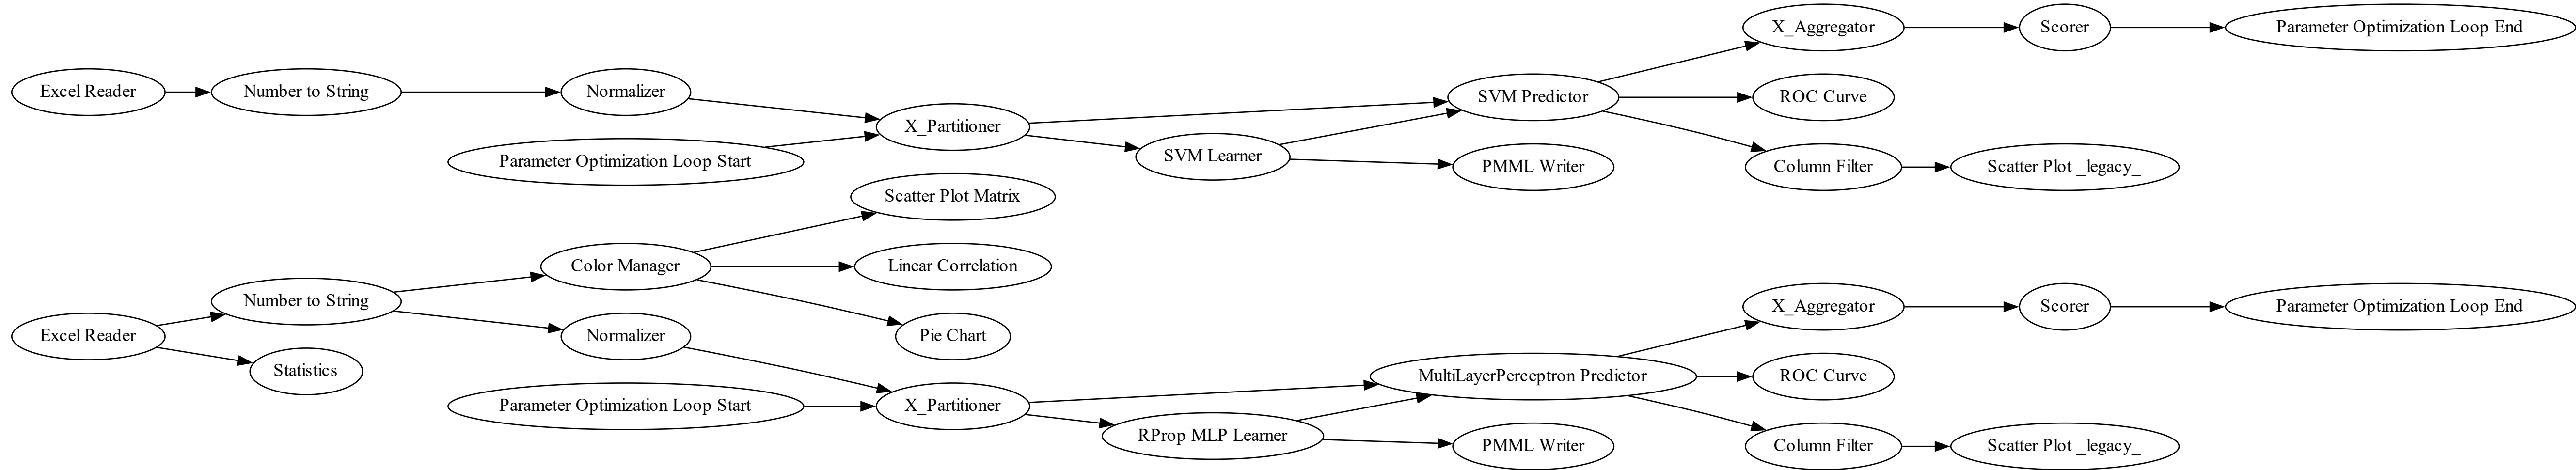 X_Aggregator
Scorer
Parameter Optimization Loop End
Excel Reader
Number to String
Normalizer
SVM Predictor
ROC Curve
X_Partitioner
Parameter Optimization Loop Start
SVM Learner
PMML Writer
Column Filter
Scatter Plot _legacy_
Scatter Plot Matrix
Color Manager
Linear Correlation
Number to String
X_Aggregator
Scorer
Parameter Optimization Loop End
Excel Reader
Normalizer
Pie Chart
Statistics
MultiLayerPerceptron Predictor
ROC Curve
Parameter Optimization Loop Start
X_Partitioner
RProp MLP Learner
PMML Writer
Column Filter
Scatter Plot _legacy_